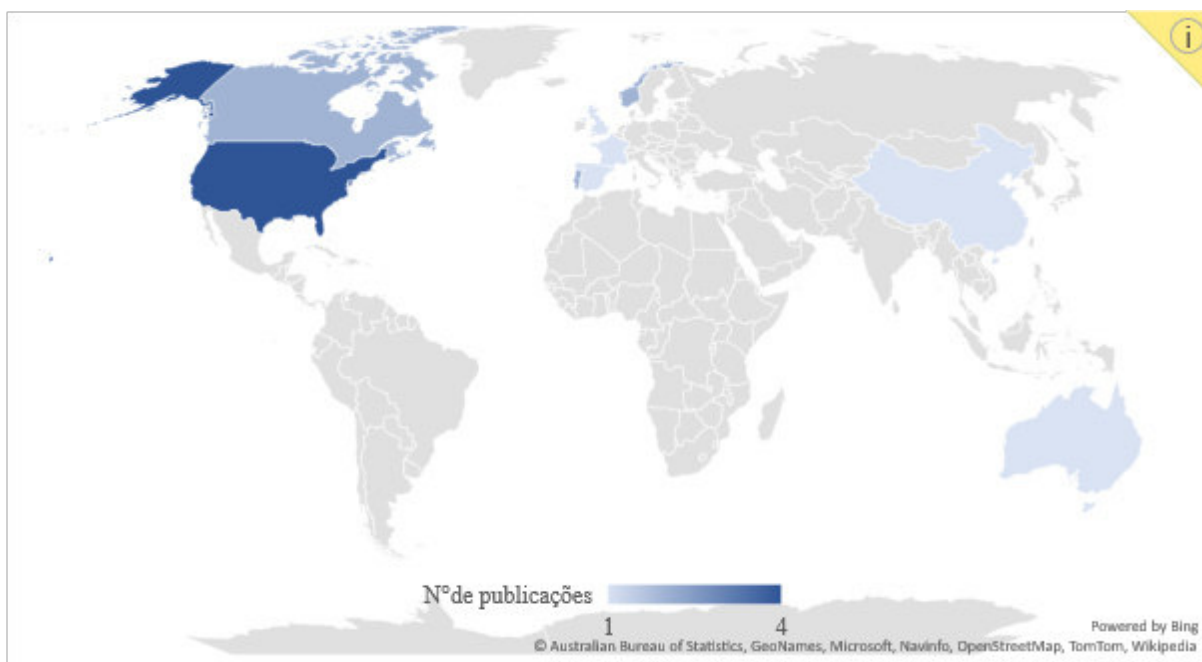 i
N°de publicações
1 4
Powered by Bing
© Australian Bureau of Statistics, GeoNames, Microsoft, Navinfo, OpenStreetMap, TomTom, Wikipedia